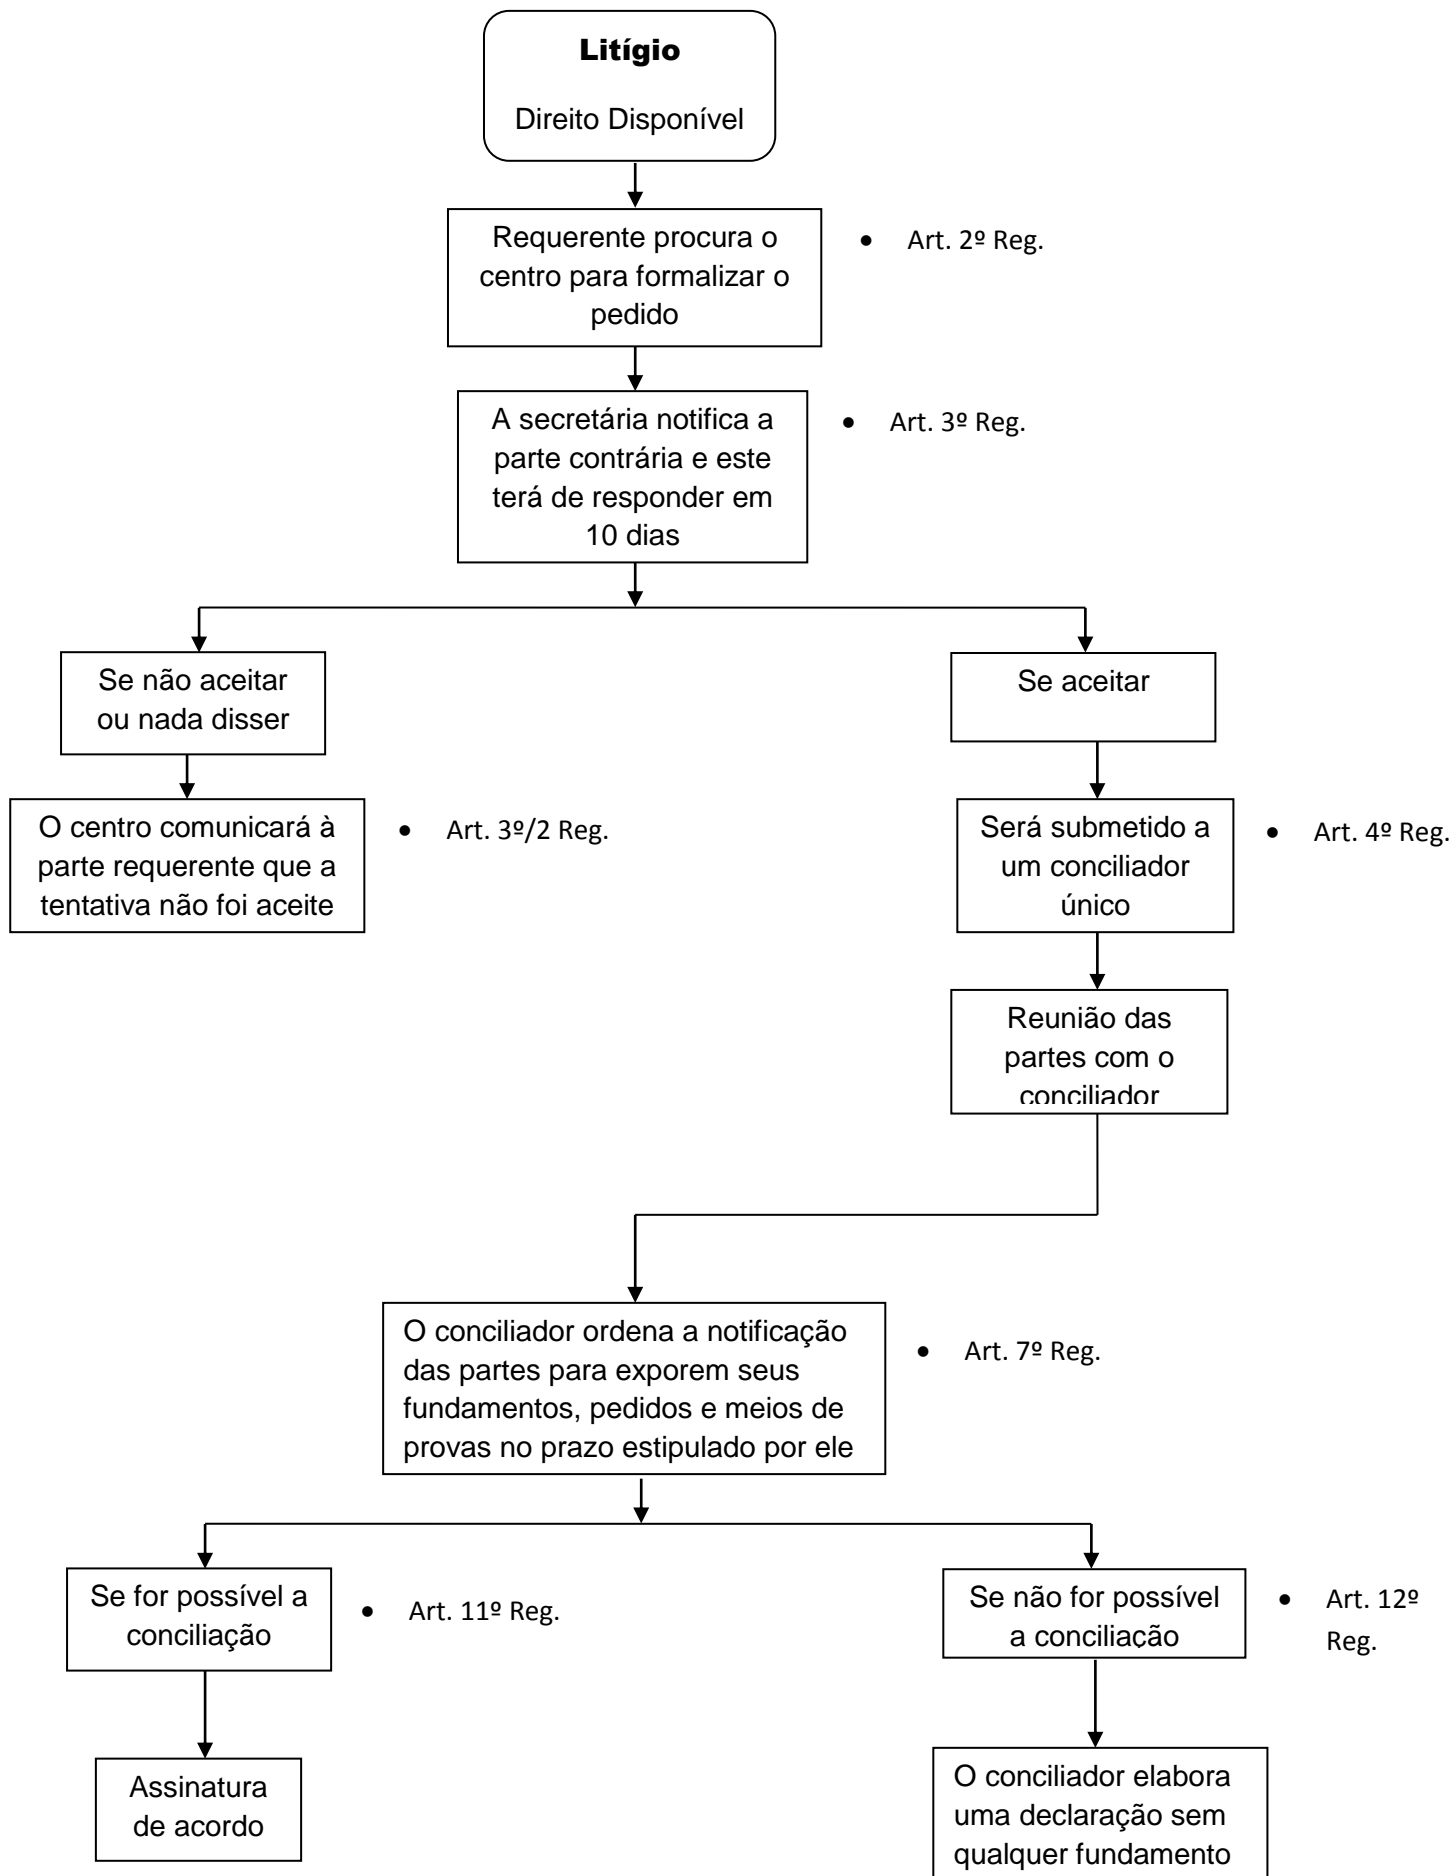 Litígio
Direito Disponível
Requerente procura o
centro para formalizar o
pedido
• Art. 2º Reg.
A secretária notifica a
parte contrária e este
terá de responder em
10 dias
• Art. 3º Reg.
Se não aceitar
ou nada disser
Se aceitar
O centro comunicará à
parte requerente que a
tentativa não foi aceite
• Art. 3º/2 Reg.
Será submetido a
um conciliador
único
• Art. 4º Reg.
Reunião das
partes com o
conciliador
O conciliador ordena a notificação
das partes para exporem seus
fundamentos, pedidos e meios de
provas no prazo estipulado por ele
• Art. 7º Reg.
Se for possível a
conciliação
• Art. 11º Reg.
Se não for possível
a conciliação
• Art. 12º
Reg.
Assinatura
de acordo
O conciliador elabora
uma declaração sem
qualquer fundamento